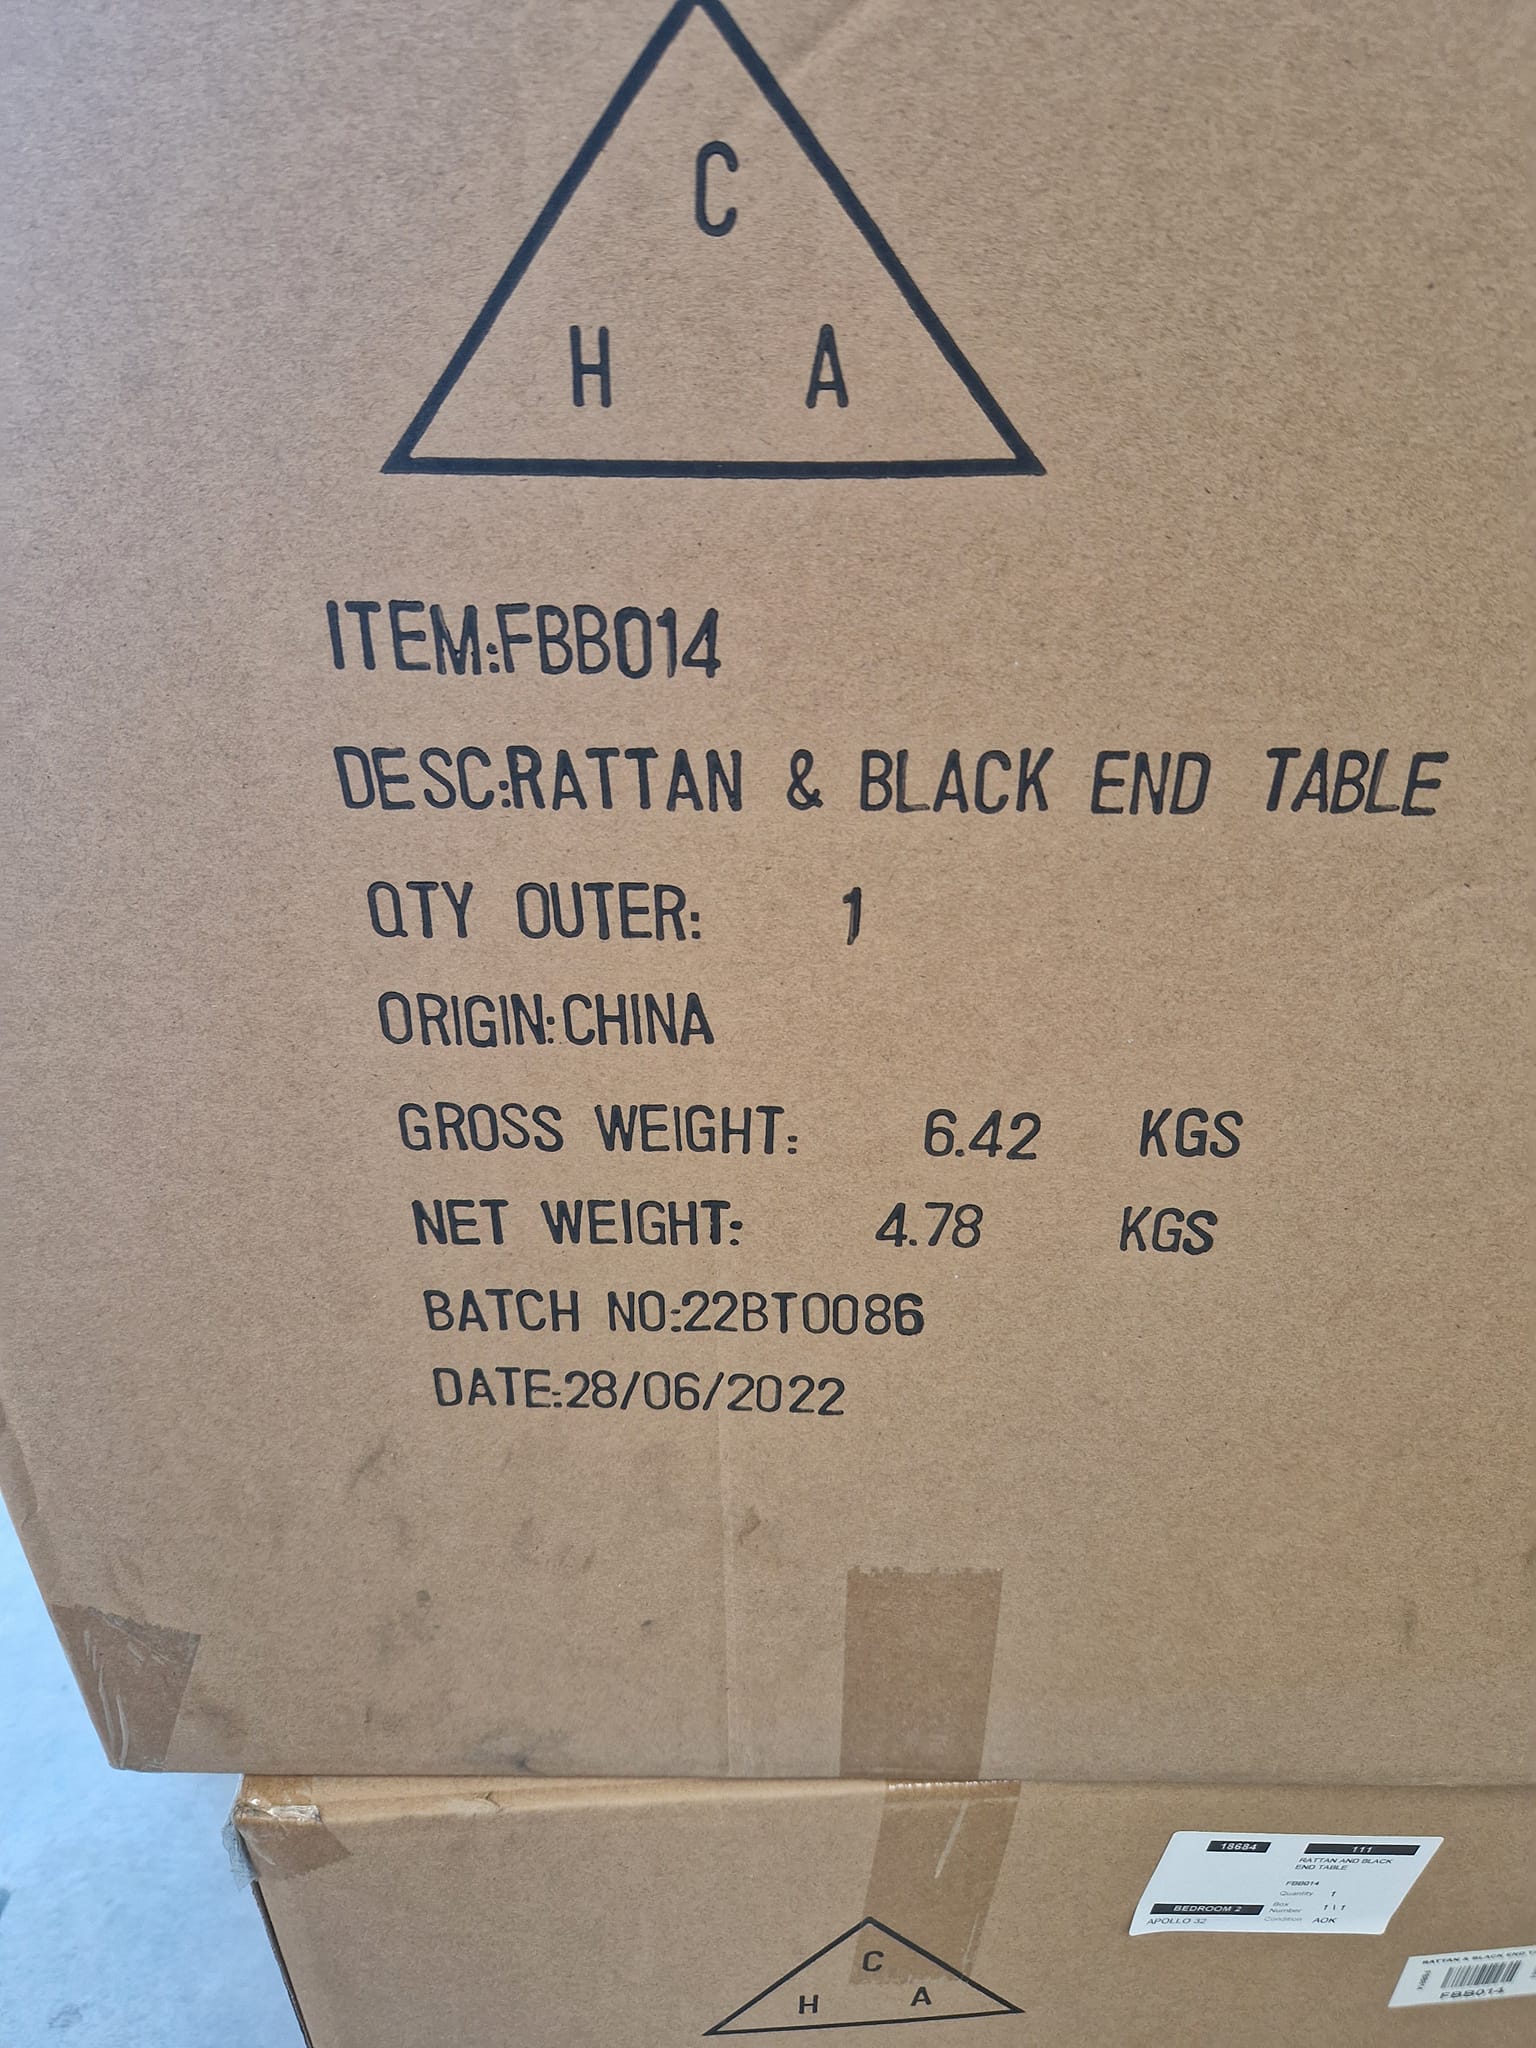 C
H A
ITEM:FBB014
DESC:RATTAN & BLACK END TABLE
QTY OUTER: 1
ORIGIN:CHINA
GROSS WEIGHT: 6.42 KGS
NET WEIGHT: 4.78 KGS
BATCH NO:22BT0086
DATE:28/06/2022
18684 111
RATTAN AND BLACK
END TABLE
FBB014
Quantity 1
BEDROOM 2 Box Number 1 \ 1
APOLLO 32 Condition AOK
C
H A
RATTAN & BLACK END
FBB014